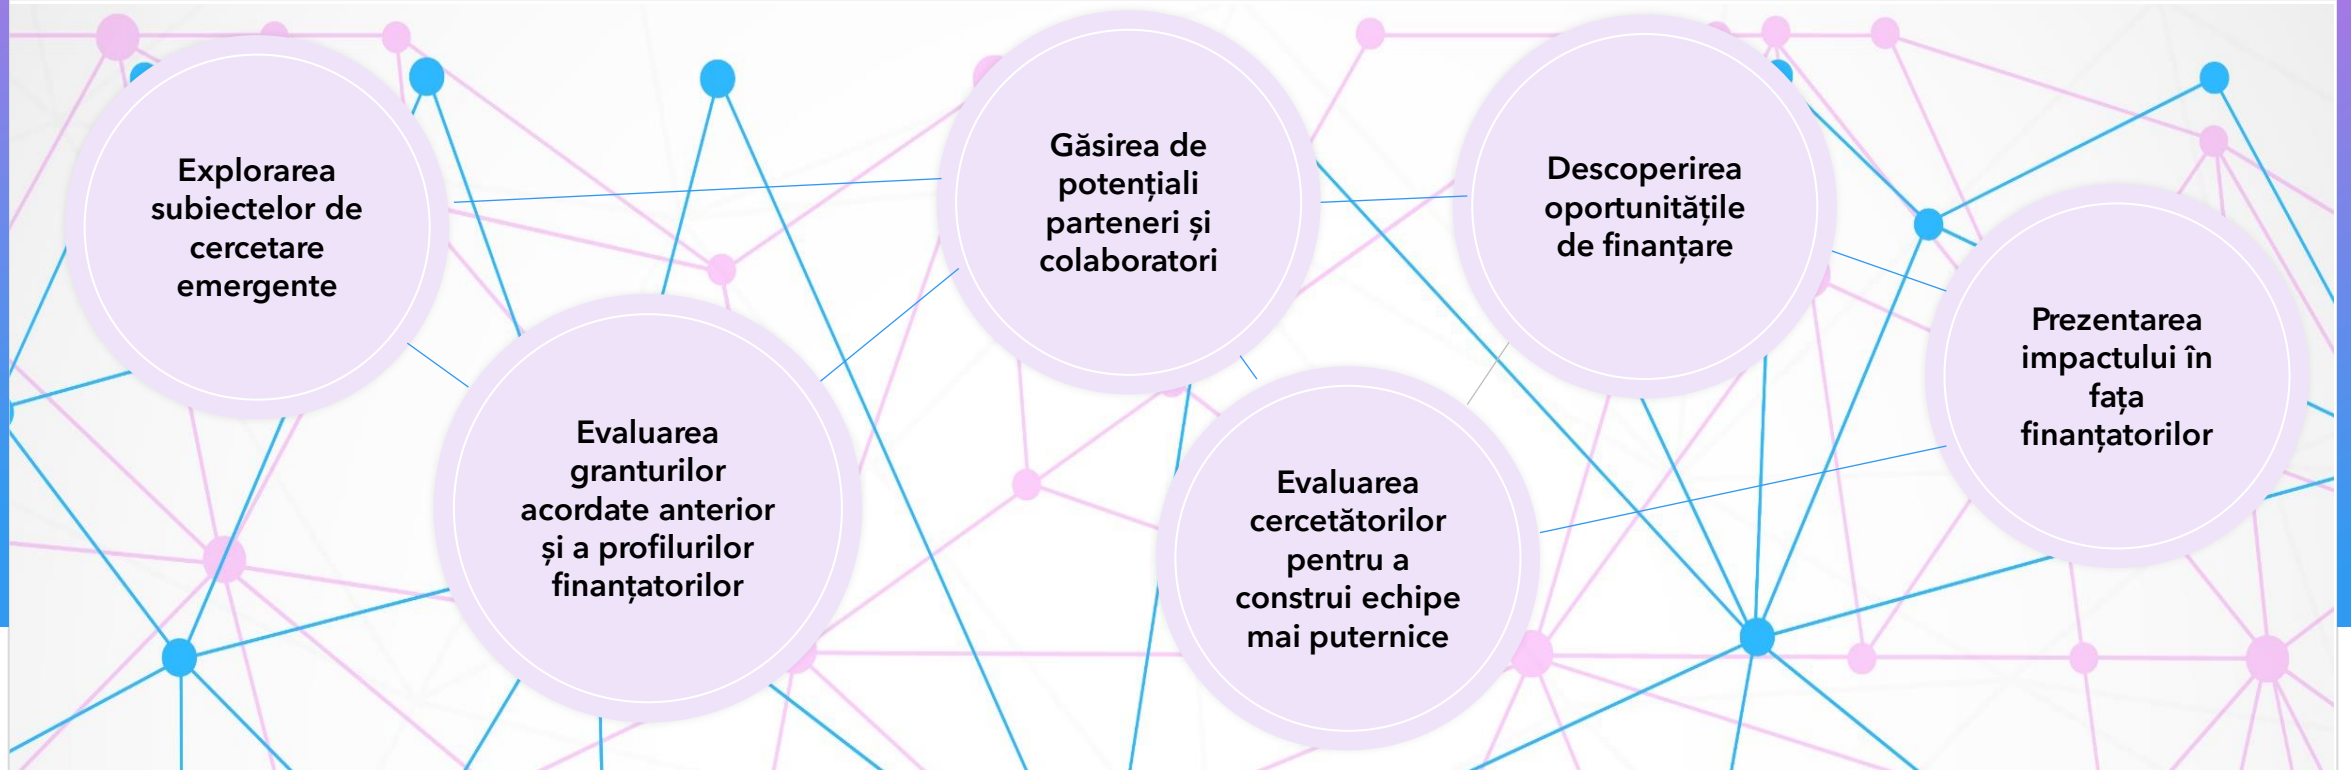 Explorarea
subiectelor de
cercetare
emergente
Evaluarea
granturilor
acordate anterior
și a profilurilor
finanțatorilor
Găsirea de
potențiali
parteneri și
colaboratori
Evaluarea
cercetătorilor
pentru a
construi echipe
mai puternice
Descoperirea
oportunitățile
de finanțare
Prezentarea
impactului în
fața
finanțatorilor